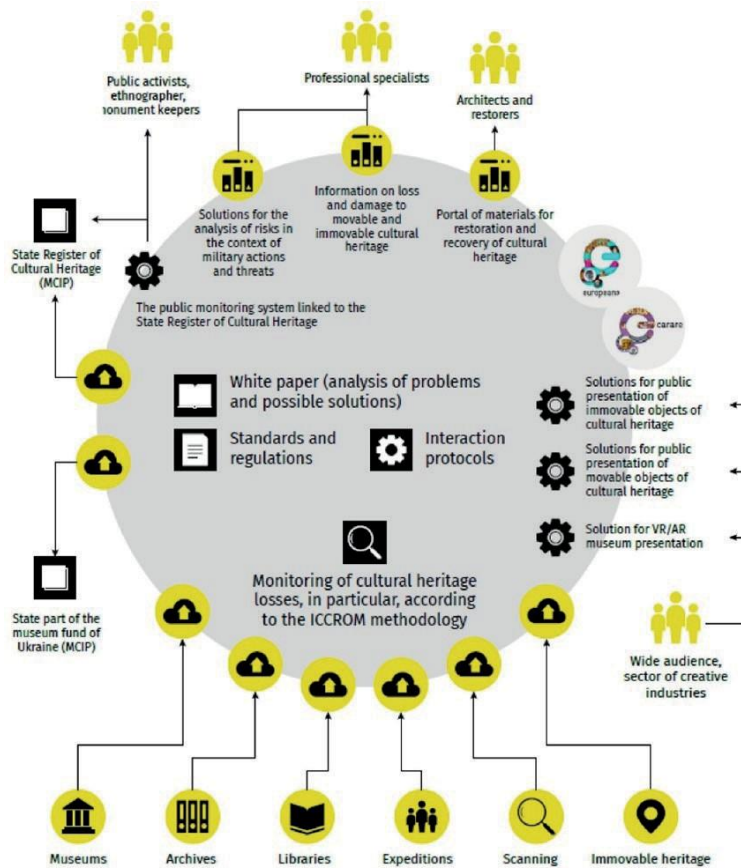 Public activists,
ethnographer,
monument keepers
Professional specialists
Architects and
restorers
Solutions for the
analysis of risks in
the context of
military actions
and threats
Information on loss
and damage to
movable and
immovable cultural
heritage
Portal of materials for
restoration and
recovery of cultural
heritage
State Register of
Cultural Heritage
(MCIP)
The public monitoring system linked to the
State Register of Cultural Heritage
europeana
carare
White paper (analysis of problems
and possible solutions)
Standards and
regulations
Interaction
protocols
Solutions for public
presentation of
immovable objects of
cultural heritage
Solutions for public
presentation of
movable objects of
cultural heritage
Solution for VR/AR
museum presentation
Monitoring of cultural heritage
losses, in particular, according
to the ICCROM methodology
State part of the
museum fund of
Ukraine (MCIP)
Wide audience,
sector of creative
industries
Museums
Archives
Libraries
Expeditions
Scanning
Immovable heritage